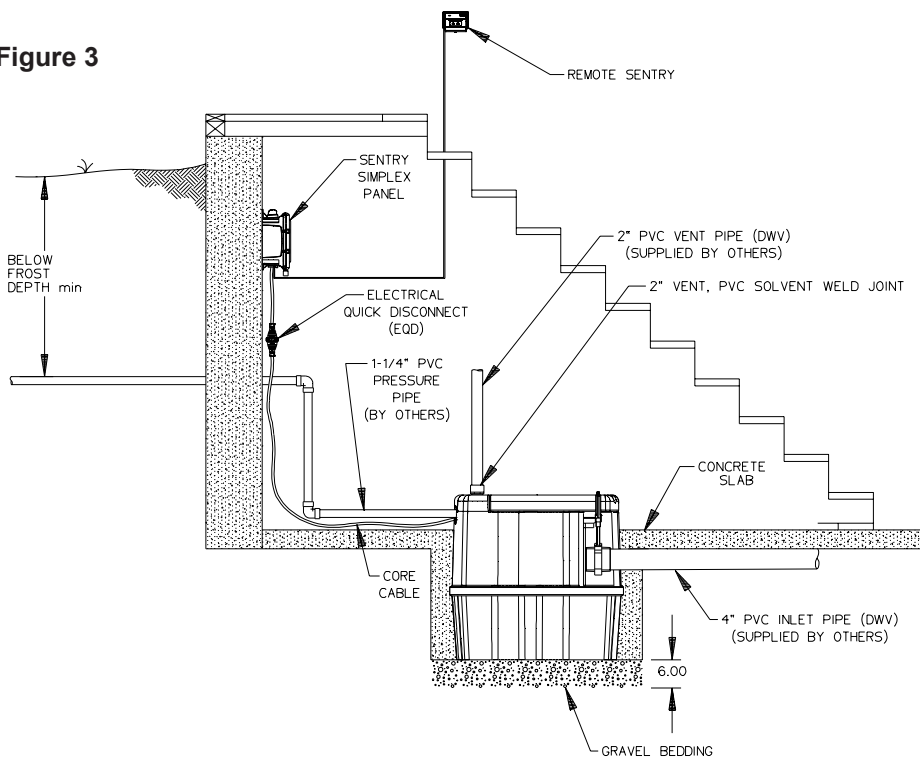 Figure 3
REMOTE SENTRY
SENTRY
SIMPLEX
PANEL
2" PVC VENT PIPE (DWV)
(SUPPLIED BY OTHERS)
2" VENT, PVC SOLVENT WELD JOINT
BELOW
FROST
DEPTH min
ELECTRICAL
QUICK DISCONNECT
(EQD)
1-1/4" PVC
PRESSURE
PIPE
(BY OTHERS)
CONCRETE
SLAB
CORE
CABLE
4" PVC INLET PIPE (DWV)
(SUPPLIED BY OTHERS)
6.00
GRAVEL BEDDING